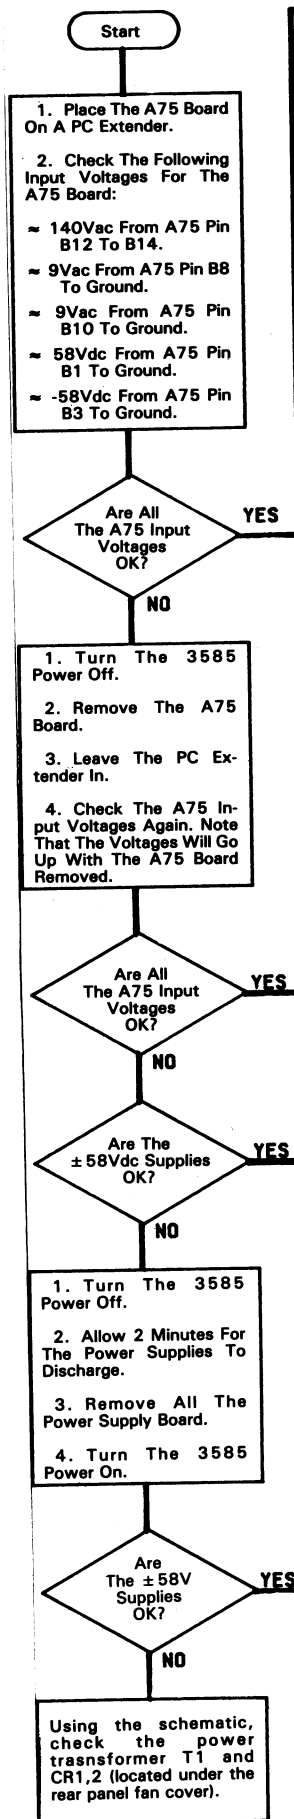 Start
1. Place The A75 Board
On A PC Extender.
2. Check The Following
Input Voltages For The
A75 Board:
≈ 140Vac From A75 Pin
B12 To B14.
≈ 9Vac From A75 Pin B8
To Ground.
≈ 9Vac From A75 Pin
B10 To Ground.
≈ 58Vdc From A75 Pin
B1 To Ground.
≈ -58Vdc From A75 Pin
B3 To Ground.
Are All
The A75 Input
Voltages
OK?
YES
NO
1. Turn The 3585
Power Off.
2. Remove The A75
Board.
3. Leave The PC Ex-
tender In.
4. Check The A75 In-
put Voltages Again. Note
That The Voltages Will Go
Up With The A75 Board
Removed.
Are All
The A75 Input
Voltages
OK?
YES
NO
Are The
±58Vdc Supplies
OK?
YES
NO
1. Turn The 3585
Power Off.
2. Allow 2 Minutes For
The Power Supplies To
Discharge.
3. Remove All The
Power Supply Board.
4. Turn The 3585
Power On.
Are
The ±58V
Supplies
OK?
YES
NO
Using the schematic,
check the power
trasnsformer T1 and
CR1,2 (located under the
rear panel fan cover).